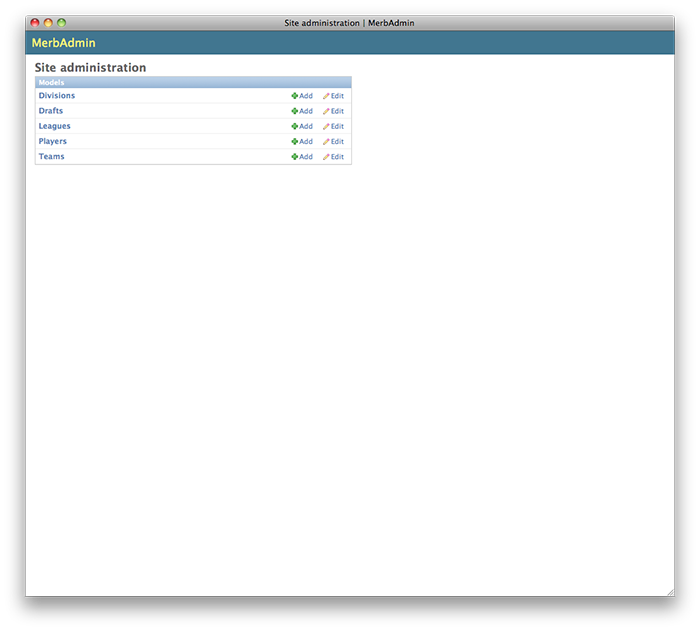 Site administration | MerbAdmin
MerbAdmin
Site administration
Models
Divisions Add Edit
Drafts Add Edit
Leagues Add Edit
Players Add Edit
Teams Add Edit